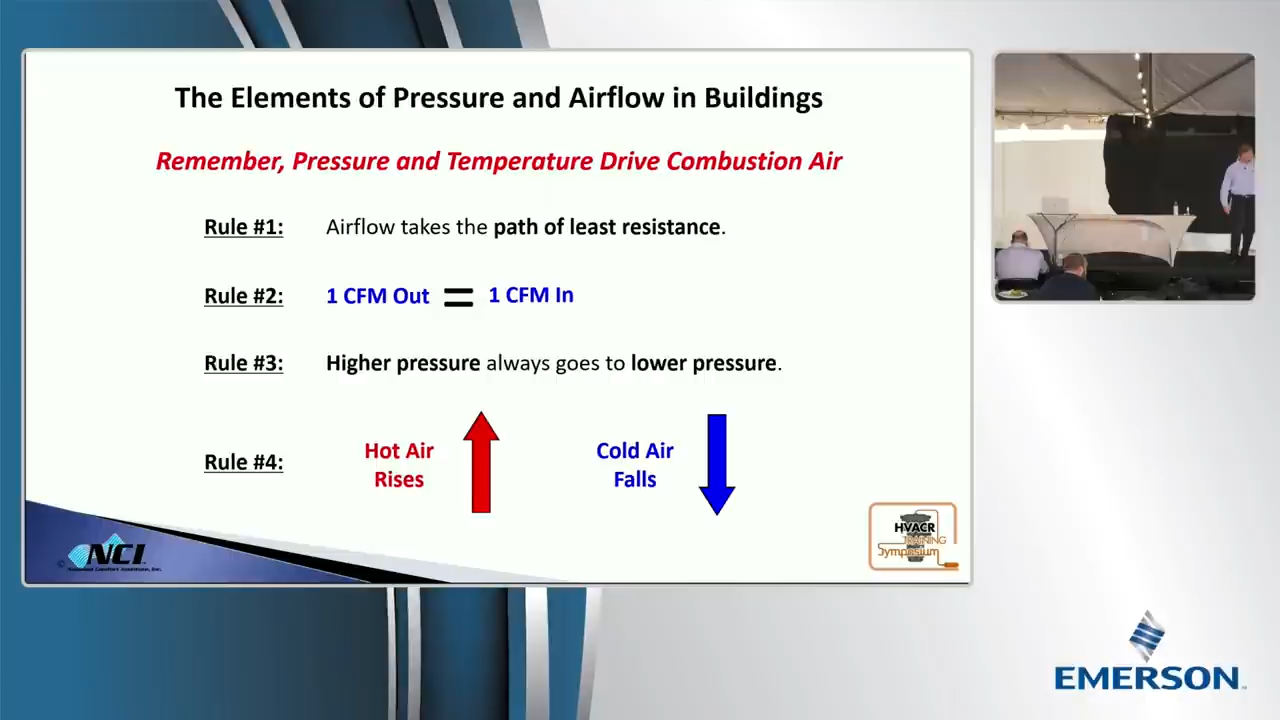 The Elements of Pressure and Airflow in Buildings
Remember, Pressure and Temperature Drive Combustion Air
Rule #1: Airflow takes the path of least resistance.
Rule #2: 1 CFM Out = 1 CFM In
Rule #3: Higher pressure always goes to lower pressure.
Rule #4: Hot Air Rises Cold Air Falls
NCI
HVACR
TRAINING
Symposium
EMERSON